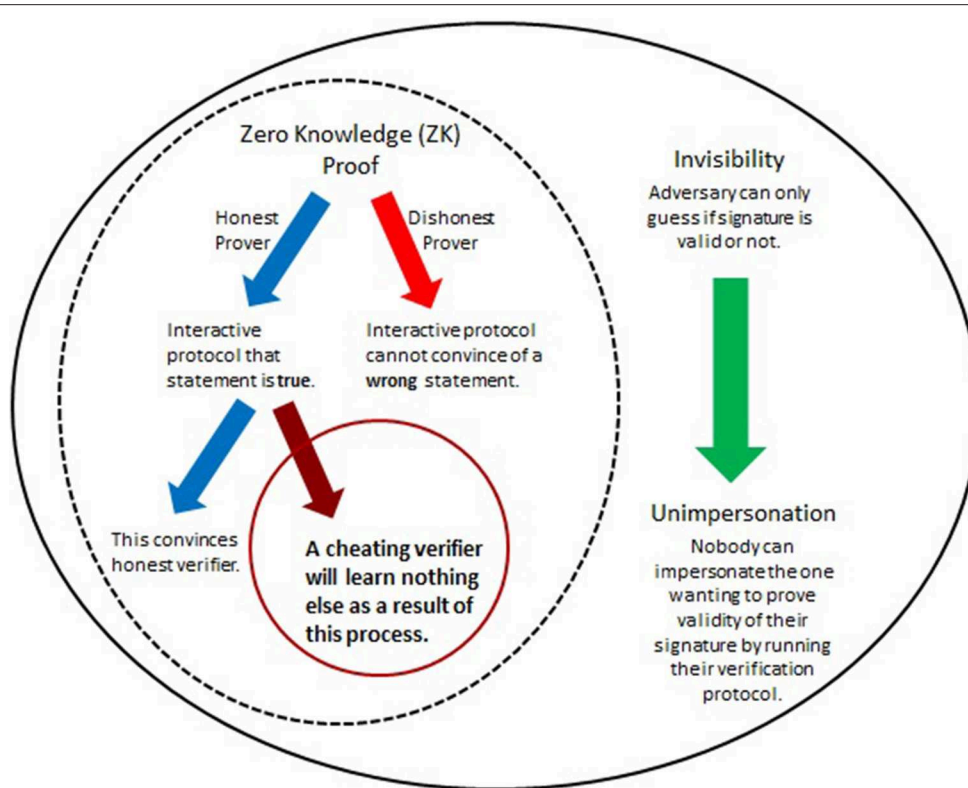 Zero Knowledge (ZK)
Proof
Honest
Prover
Dishonest
Prover
Interactive
protocol that
statement is true.
Interactive protocol
cannot convince of a
wrong statement.
This convinces
honest verifier.
A cheating verifier
will learn nothing
else as a result of
this process.
Invisibility
Adversary can only
guess if signature is
valid or not.
Unimpersonation
Nobody can
impersonate the one
wanting to prove
validity of their
signature by running
their verification
protocol.